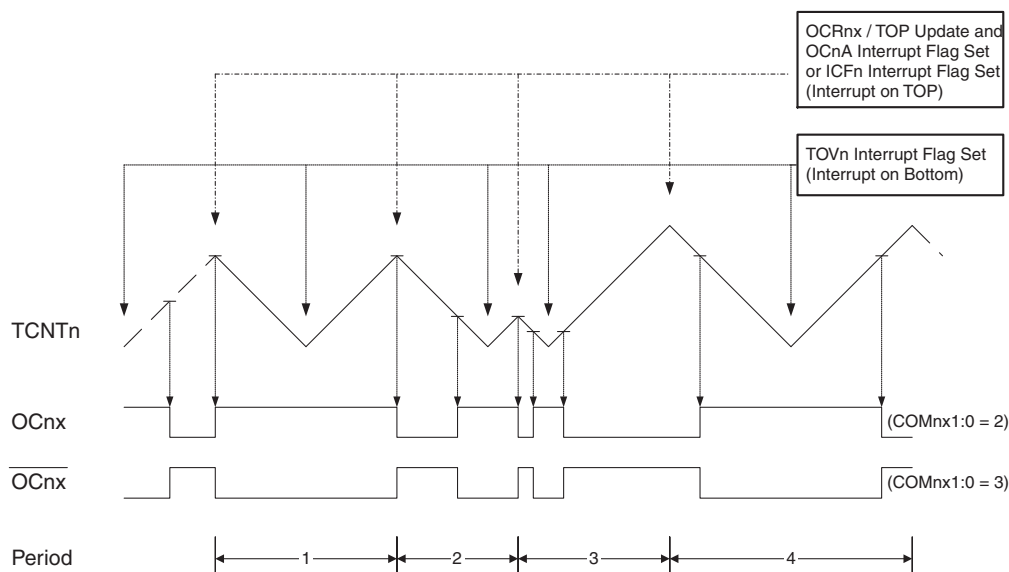 OCRnx / TOP Update and
OCnA Interrupt Flag Set
or ICFn Interrupt Flag Set
(Interrupt on TOP)
TOVn Interrupt Flag Set
(Interrupt on Bottom)
TCNTn
OCnx
(COMnx1:0 = 2)
OCnx
(COMnx1:0 = 3)
Period
1
2
3
4